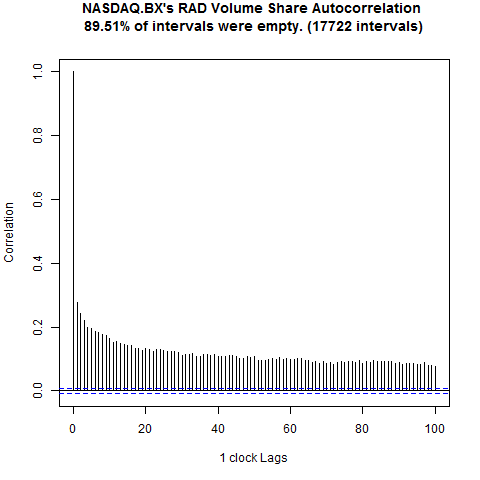 NASDAQ.BX's RAD Volume Share Autocorrelation
89.51% of intervals were empty. (17722 intervals)
Correlation
1.0
0.8
0.6
0.4
0.2
0.0
0 20 40 60 80 100
1 clock Lags